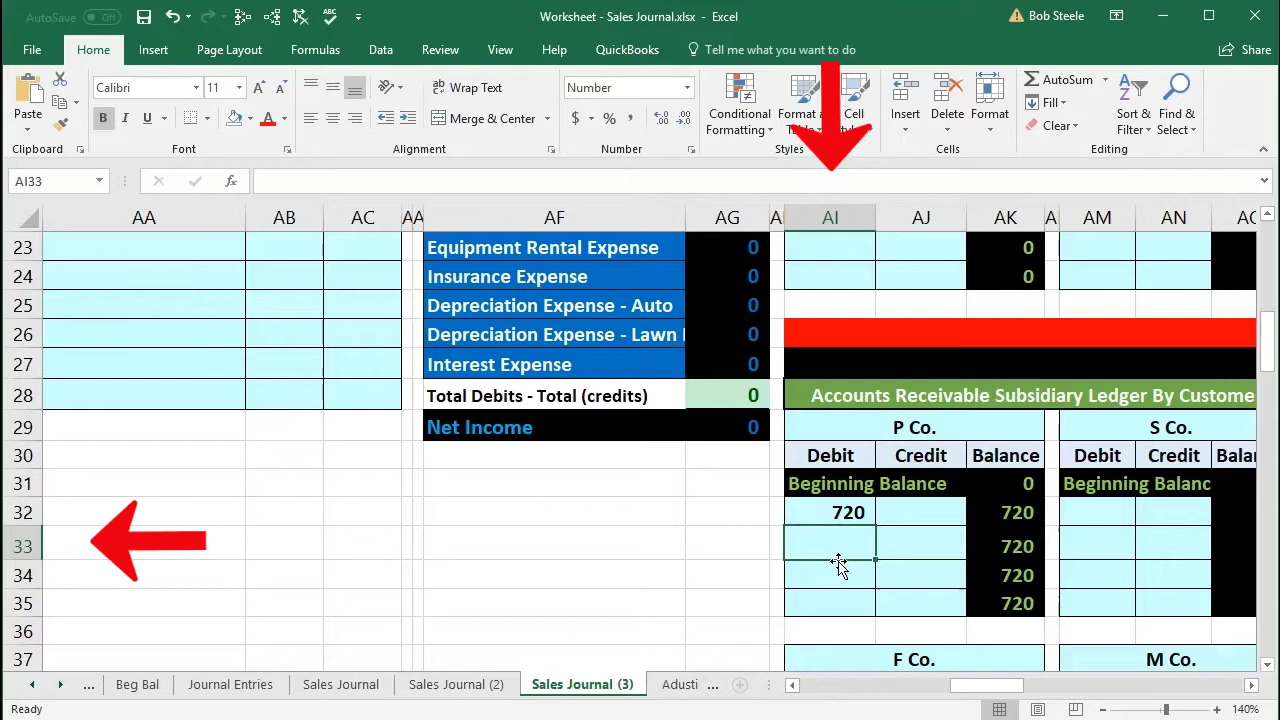 AutoSave Off Worksheet - Sales Journal.xlsx - Excel Bob Steele
File Home Insert Page Layout Formulas Data Review View Help QuickBooks Tell me what you want to do Share
Calibri 11 Wrap Text Number AutoSum
Paste B I U Merge & Center $ % , Conditional Formatting Format a Cell Insert Delete Format Fill Sort & Filter Find & Select
Clear
Clipboard Font Alignment Number Styles Cells Editing
AI33 fx
AA AB AC AF AG AI AJ AK AM AN
23 Equipment Rental Expense 0 0
24 Insurance Expense 0 0
25 Depreciation Expense - Auto 0
26 Depreciation Expense - Lawn 0
27 Interest Expense 0
28 Total Debits - Total (credits) 0 Accounts Receivable Subsidiary Ledger By Custome
29 Net Income 0 P Co. S Co.
30 Debit Credit Balance Debit Credit Bala
31 Beginning Balance 0 Beginning Balanc
32 720 720
33 720
34 720
35 720
36
37 F Co. M Co.
... Beg Bal Journal Entries Sales Journal Sales Journal (2) Sales Journal (3) Adusti ...
Ready 140%